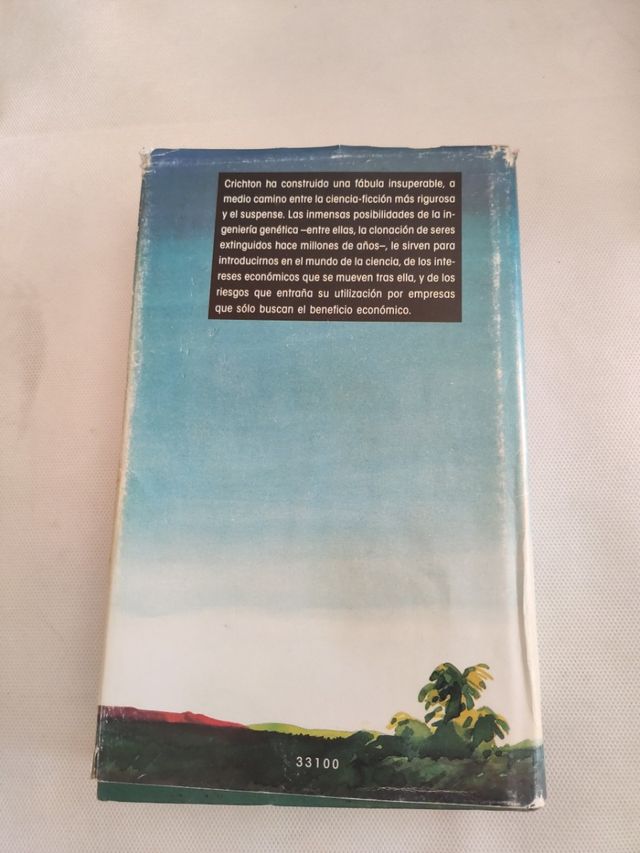 Crichton ha construido una fábula insuperable, a
medio camino entre la ciencia-ficción más rigurosa
y el suspense. Las inmensas posibilidades de la in-
geniería genética –entre ellas, la clonación de seres
extinguidos hace millones de años–, le sirven para
introducirnos en el mundo de la ciencia, de los inte-
reses económicos que se mueven tras ella, y de los
riesgos que entraña su utilización por empresas
que sólo buscan el beneficio económico.
33100